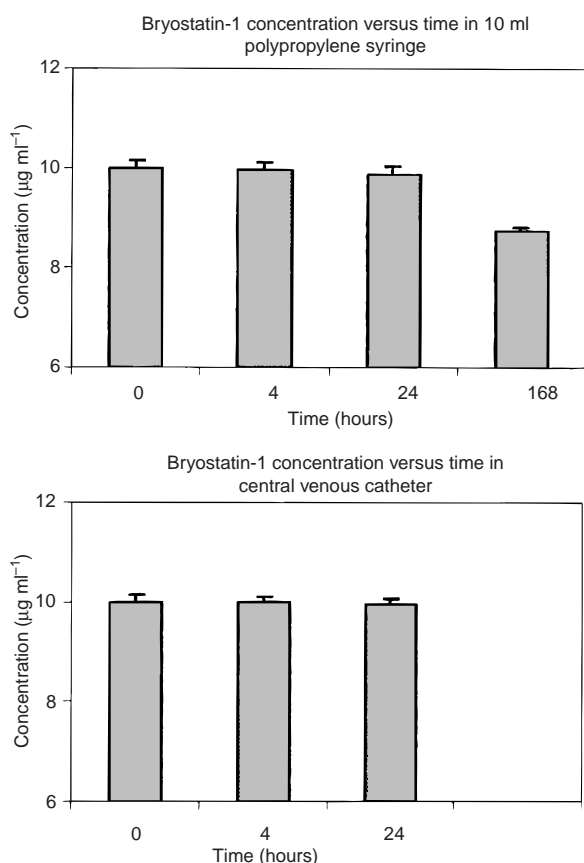 Bryostatin-1 concentration versus time in 10 ml
polypropylene syringe
12
10
8
6
Concentration (µg ml⁻¹)
0 4 24 168
Time (hours)
Bryostatin-1 concentration versus time in
central venous catheter
12
10
8
6
Concentration (µg ml⁻¹)
0 4 24
Time (hours)